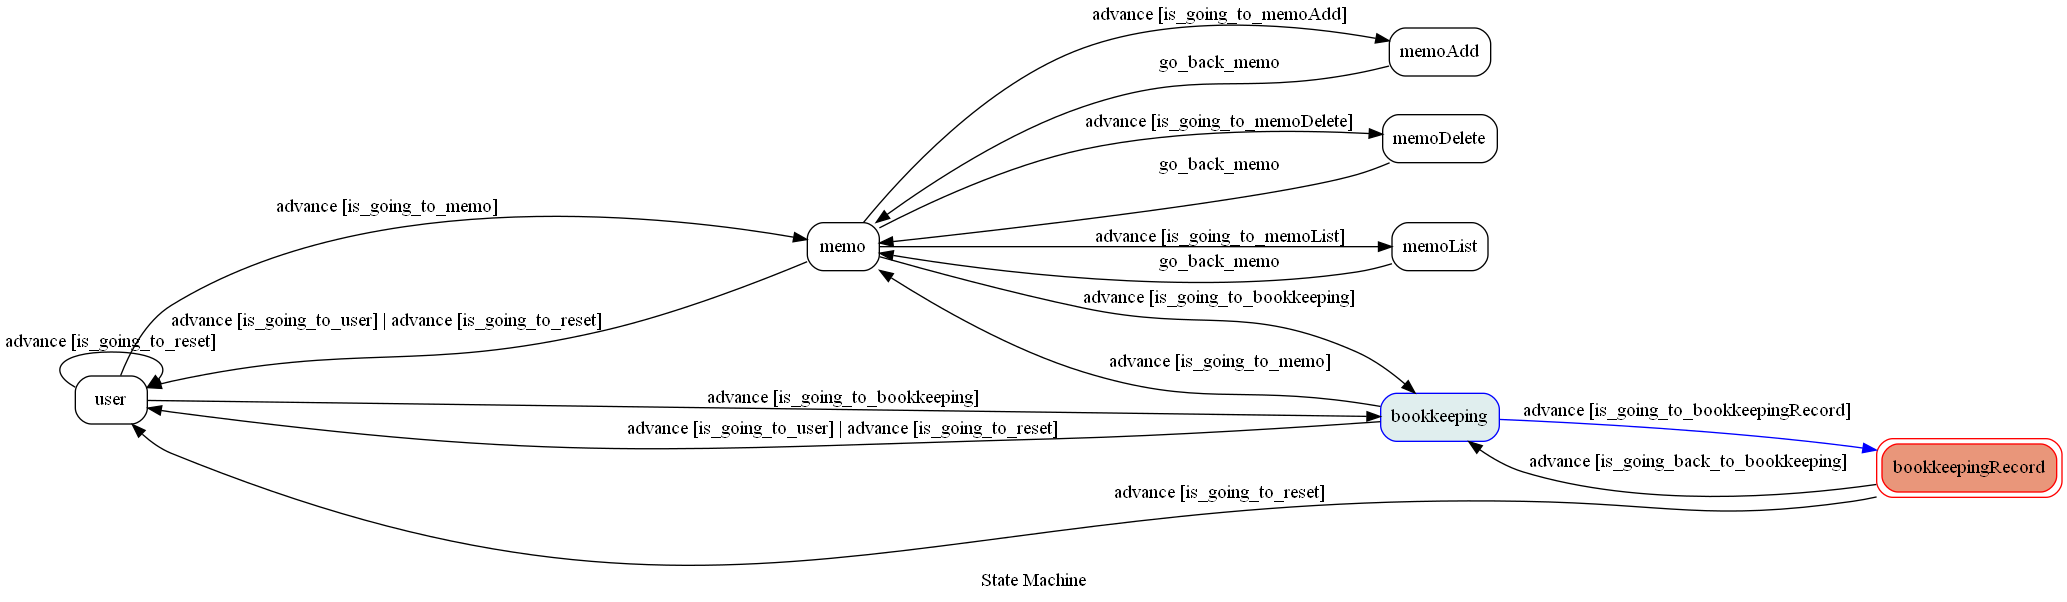 advance [is_going_to_memoAdd]
memoAdd
go_back_memo
advance [is_going_to_memoDelete]
memoDelete
go_back_memo
advance [is_going_to_memo]
memo
advance [is_going_to_memoList]
memoList
go_back_memo
advance [is_going_to_bookkeeping]
advance [is_going_to_user] | advance [is_going_to_reset]
advance [is_going_to_reset]
advance [is_going_to_memo]
user
advance [is_going_to_bookkeeping]
bookkeeping
advance [is_going_to_bookkeepingRecord]
advance [is_going_to_user] | advance [is_going_to_reset]
advance [is_going_back_to_bookkeeping]
bookkeepingRecord
advance [is_going_to_reset]
State Machine